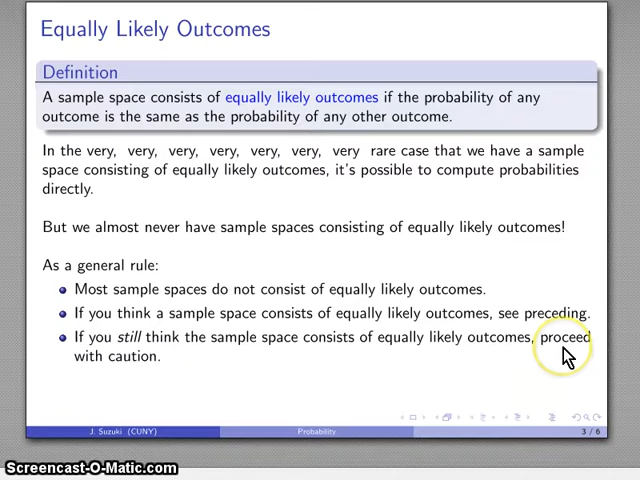 Equally Likely Outcomes
Definition
A sample space consists of equally likely outcomes if the probability of any
outcome is the same as the probability of any other outcome.
In the very, very, very, very, very, very, very rare case that we have a sample
space consisting of equally likely outcomes, it's possible to compute probabilities
directly.
But we almost never have sample spaces consisting of equally likely outcomes!
As a general rule:
Most sample spaces do not consist of equally likely outcomes.
If you think a sample space consists of equally likely outcomes, see preceding.
If you still think the sample space consists of equally likely outcomes, proceed
with caution.
J. Suzuki (CUNY) Probability 3 / 6
Screencast-O-Matic.com